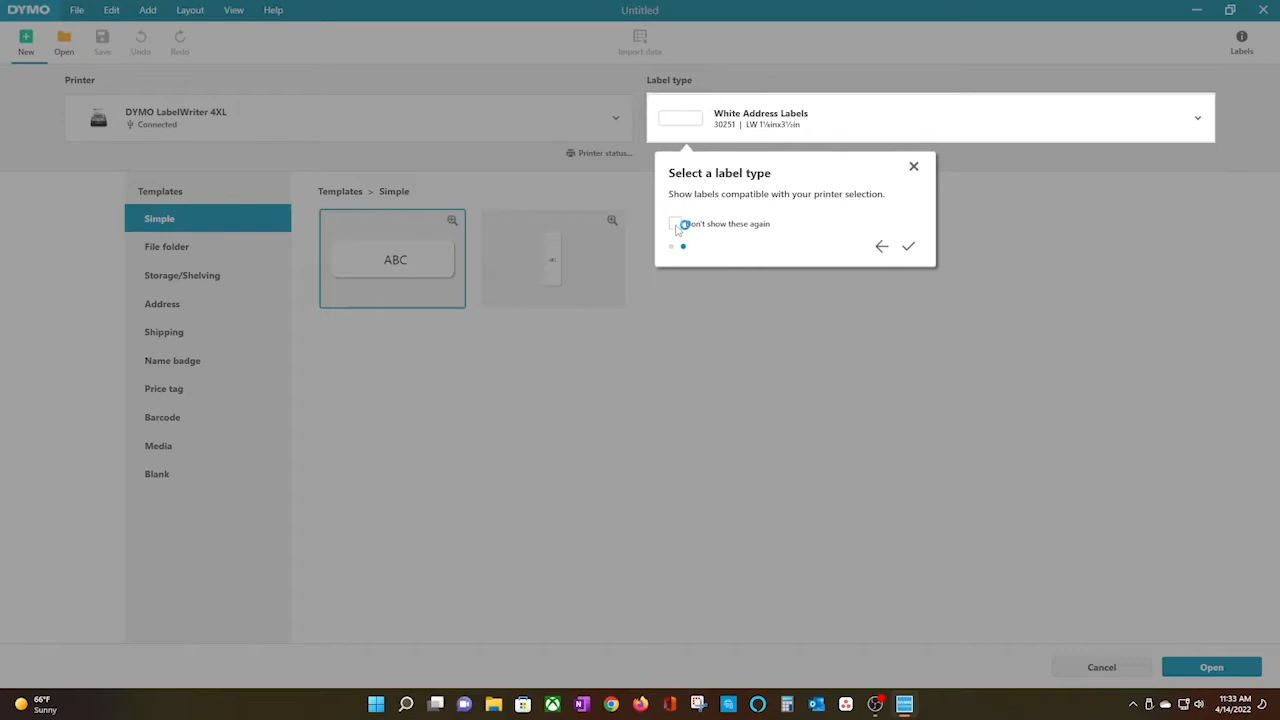 DYMO File Edit Add Layout View Help Untitled
New Open Save Undo Redo Import data Labels
Printer
Label type
DYMO LabelWriter 4XL
Connected
White Address Labels
30251 | LW 1⅛inx3½in
Printer status...
Select a label type
Show labels compatible with your printer selection.
Don't show these again
Templates
Simple
File folder
Storage/Shelving
Address
Shipping
Name badge
Price tag
Barcode
Media
Blank
Templates > Simple
ABC
Cancel
Open
66°F
Sunny
11:33 AM
4/14/2022